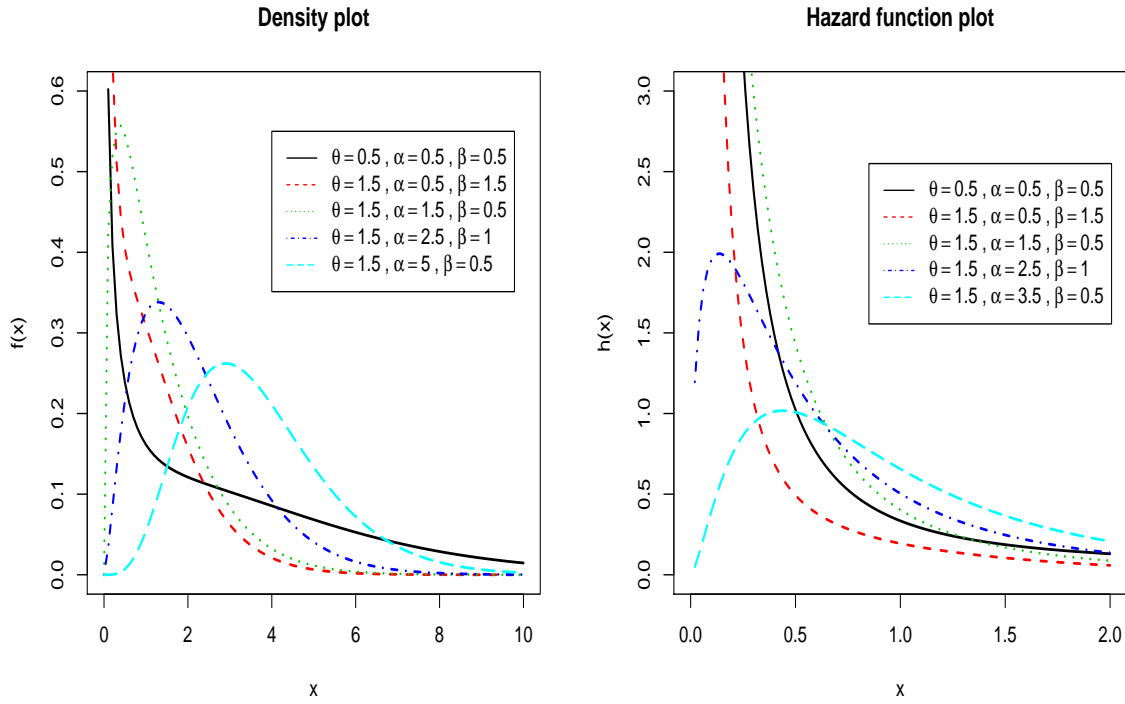 Density plot
f(x)
0.0
0.1
0.2
0.3
0.4
0.5
0.6
θ = 0.5 , α = 0.5 , β = 0.5
θ = 1.5 , α = 0.5 , β = 1.5
θ = 1.5 , α = 1.5 , β = 0.5
θ = 1.5 , α = 2.5 , β = 1
θ = 1.5 , α = 5 , β = 0.5
0 2 4 6 8 10
x
Hazard function plot
h(x)
0.0
0.5
1.0
1.5
2.0
2.5
3.0
θ = 0.5 , α = 0.5 , β = 0.5
θ = 1.5 , α = 0.5 , β = 1.5
θ = 1.5 , α = 1.5 , β = 0.5
θ = 1.5 , α = 2.5 , β = 1
θ = 1.5 , α = 3.5 , β = 0.5
0.0 0.5 1.0 1.5 2.0
x